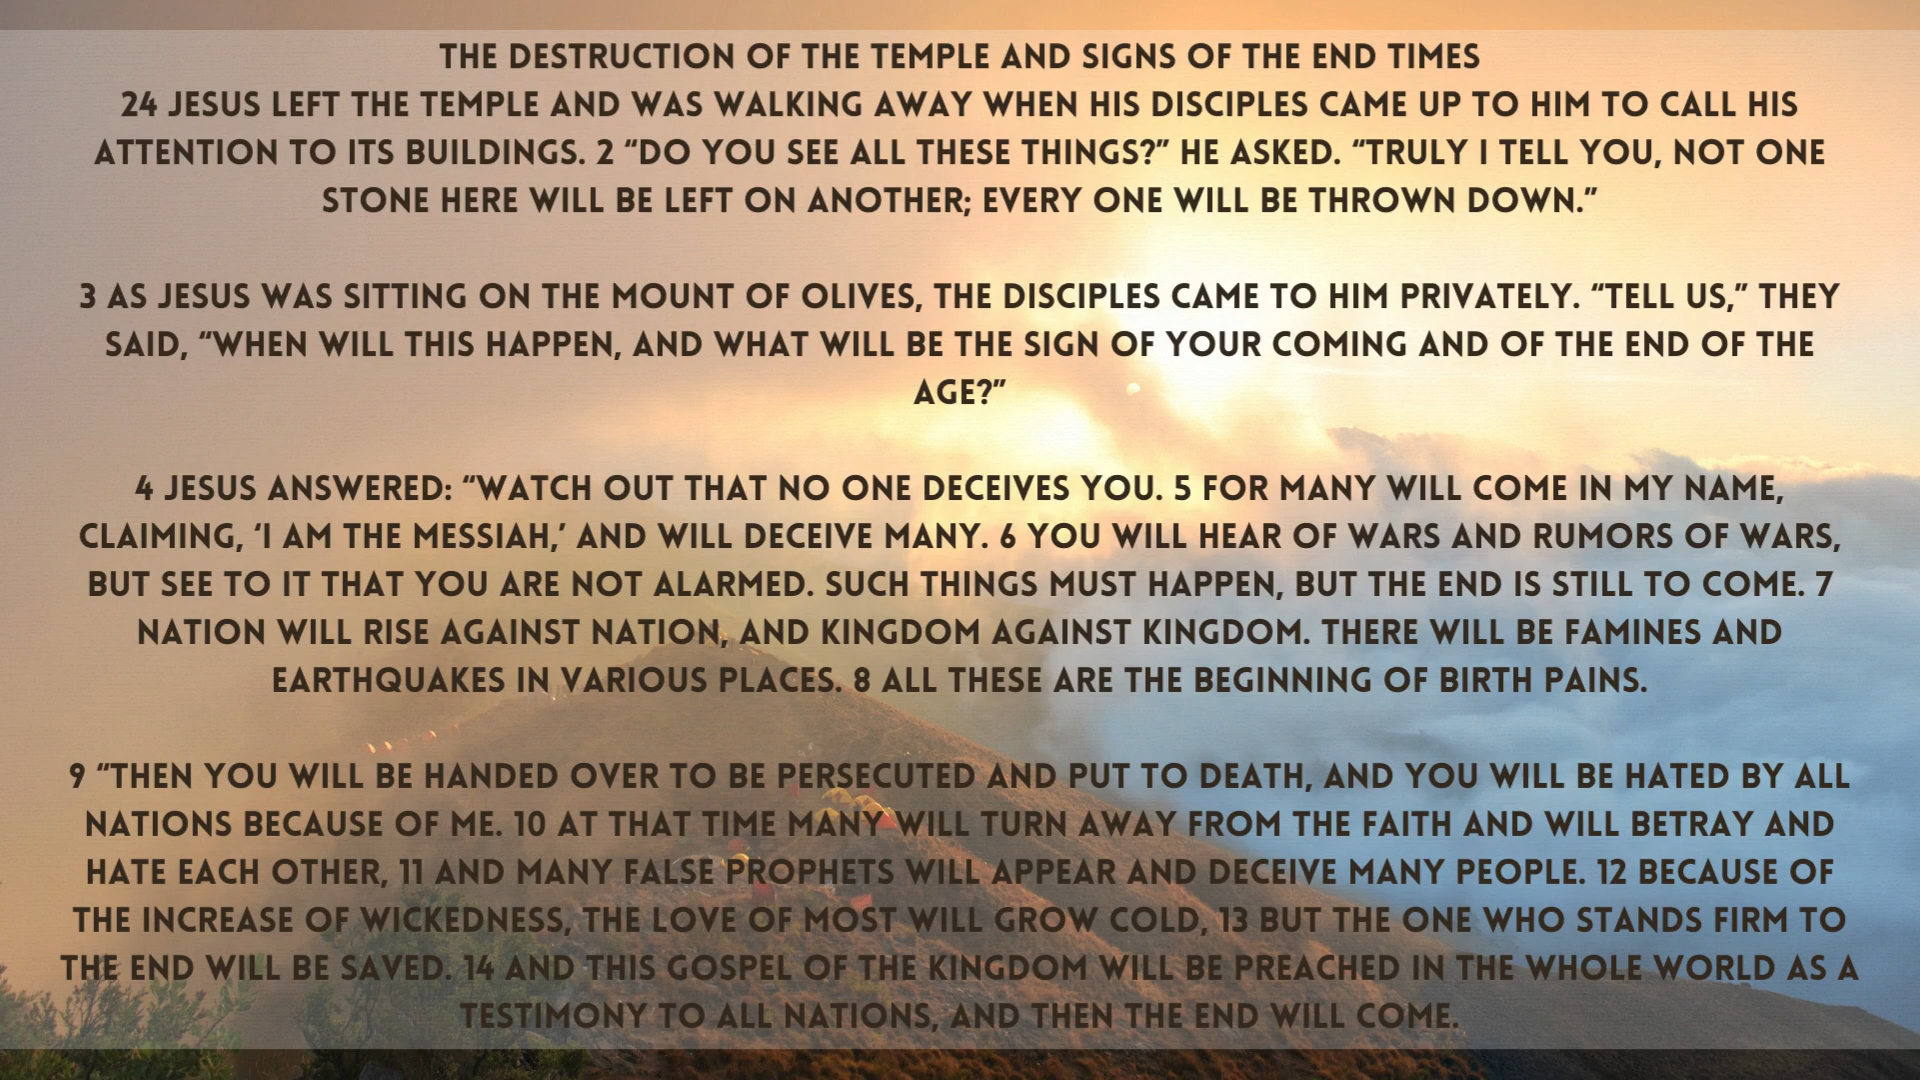 THE DESTRUCTION OF THE TEMPLE AND SIGNS OF THE END TIMES
24 JESUS LEFT THE TEMPLE AND WAS WALKING AWAY WHEN HIS DISCIPLES CAME UP TO HIM TO CALL HIS
ATTENTION TO ITS BUILDINGS. 2 “DO YOU SEE ALL THESE THINGS?” HE ASKED. “TRULY I TELL YOU, NOT ONE
STONE HERE WILL BE LEFT ON ANOTHER; EVERY ONE WILL BE THROWN DOWN.”
3 AS JESUS WAS SITTING ON THE MOUNT OF OLIVES, THE DISCIPLES CAME TO HIM PRIVATELY. “TELL US,” THEY
SAID, “WHEN WILL THIS HAPPEN, AND WHAT WILL BE THE SIGN OF YOUR COMING AND OF THE END OF THE
AGE?”
4 JESUS ANSWERED: “WATCH OUT THAT NO ONE DECEIVES YOU. 5 FOR MANY WILL COME IN MY NAME,
CLAIMING, ‘I AM THE MESSIAH,’ AND WILL DECEIVE MANY. 6 YOU WILL HEAR OF WARS AND RUMORS OF WARS,
BUT SEE TO IT THAT YOU ARE NOT ALARMED. SUCH THINGS MUST HAPPEN, BUT THE END IS STILL TO COME. 7
NATION WILL RISE AGAINST NATION, AND KINGDOM AGAINST KINGDOM. THERE WILL BE FAMINES AND
EARTHQUAKES IN VARIOUS PLACES. 8 ALL THESE ARE THE BEGINNING OF BIRTH PAINS.
9 “THEN YOU WILL BE HANDED OVER TO BE PERSECUTED AND PUT TO DEATH, AND YOU WILL BE HATED BY ALL
NATIONS BECAUSE OF ME. 10 AT THAT TIME MANY WILL TURN AWAY FROM THE FAITH AND WILL BETRAY AND
HATE EACH OTHER, 11 AND MANY FALSE PROPHETS WILL APPEAR AND DECEIVE MANY PEOPLE. 12 BECAUSE OF
THE INCREASE OF WICKEDNESS, THE LOVE OF MOST WILL GROW COLD, 13 BUT THE ONE WHO STANDS FIRM TO
THE END WILL BE SAVED. 14 AND THIS GOSPEL OF THE KINGDOM WILL BE PREACHED IN THE WHOLE WORLD AS A
TESTIMONY TO ALL NATIONS, AND THEN THE END WILL COME.